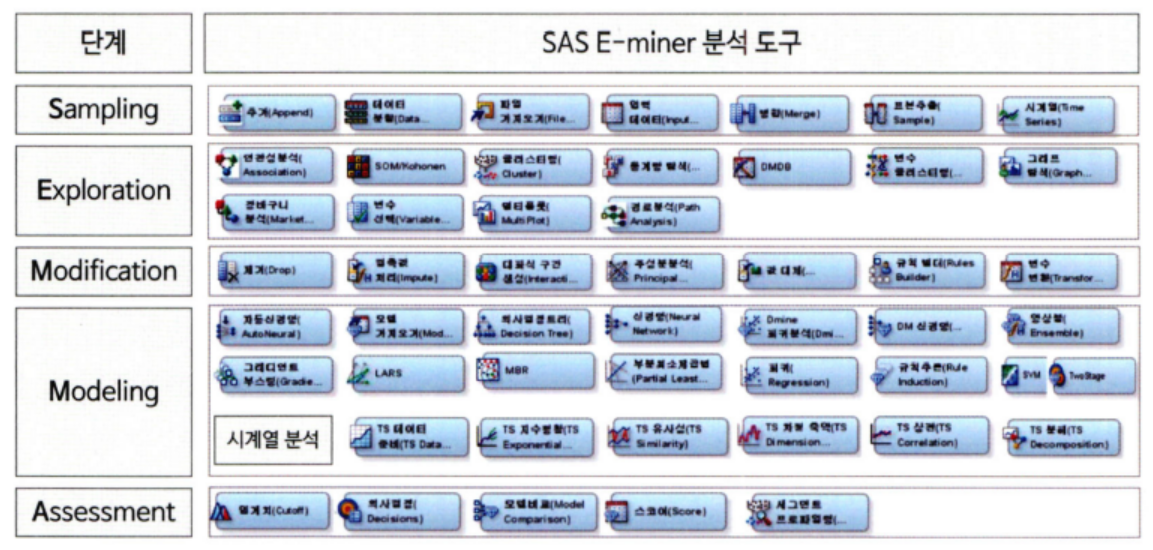 단계
SAS E-miner 분석 도구
Sampling
추가(Append)
데이터
분할(Data...
파일
가져오기(File...
입력
데이터(Input...
병합(Merge)
표본추출(
Sample)
시계열(Time
Series)
Exploration
연관성분석(
Association)
SOM/Kohonen
클러스터링(
Cluster)
통계량 탐색(...
DMDB
변수
클러스터링(...
그래프
탐색(Graph...
장바구니
분석(Market...
변수
선택(Variable...
멀티플롯(
MultiPlot)
경로분석(Path
Analysis)
Modification
제거(Drop)
결측값
처리(Impute)
대화식 구간
생성(Interacti...
주성분분석(
Principal...
값 대체(...
규칙 빌더(Rules
Builder)
변수
변환(Transfor...
Modeling
자동신경망(
AutoNeural)
모델
가져오기(Mod...
의사결정트리(
Decision Tree)
신경망(Neural
Network)
Dmine
회귀분석(Dmi...
DM 신경망(...
앙상블(
Ensemble)
그래디언트
부스팅(Gradie...
LARS
MBR
부분최소제곱법
(Partial Least...
회귀(
Regression)
규칙추론(Rule
Induction)
SVM
TwoStage
시계열 분석
TS 데이터
준비(TS Data...
TS 지수평활(TS
Exponential...
TS 유사성(TS
Similarity)
TS 차원 축약(TS
Dimension...
TS 상관(TS
Correlation)
TS 분해(TS
Decomposition)
Assessment
임계치(Cutoff)
의사결정(
Decisions)
모델비교(Model
Comparison)
스코어(Score)
세그먼트
프로파일링(...